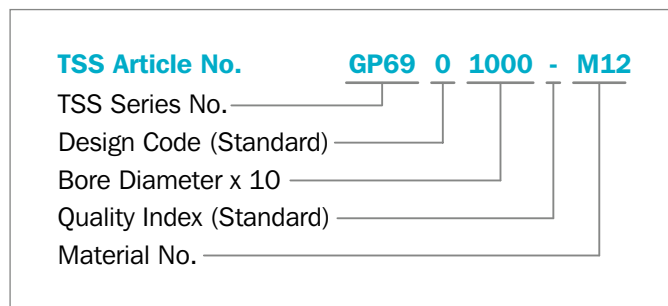 TSS Article No. GP69 0 1000 - M12
TSS Series No.
Design Code (Standard)
Bore Diameter x 10
Quality Index (Standard)
Material No.